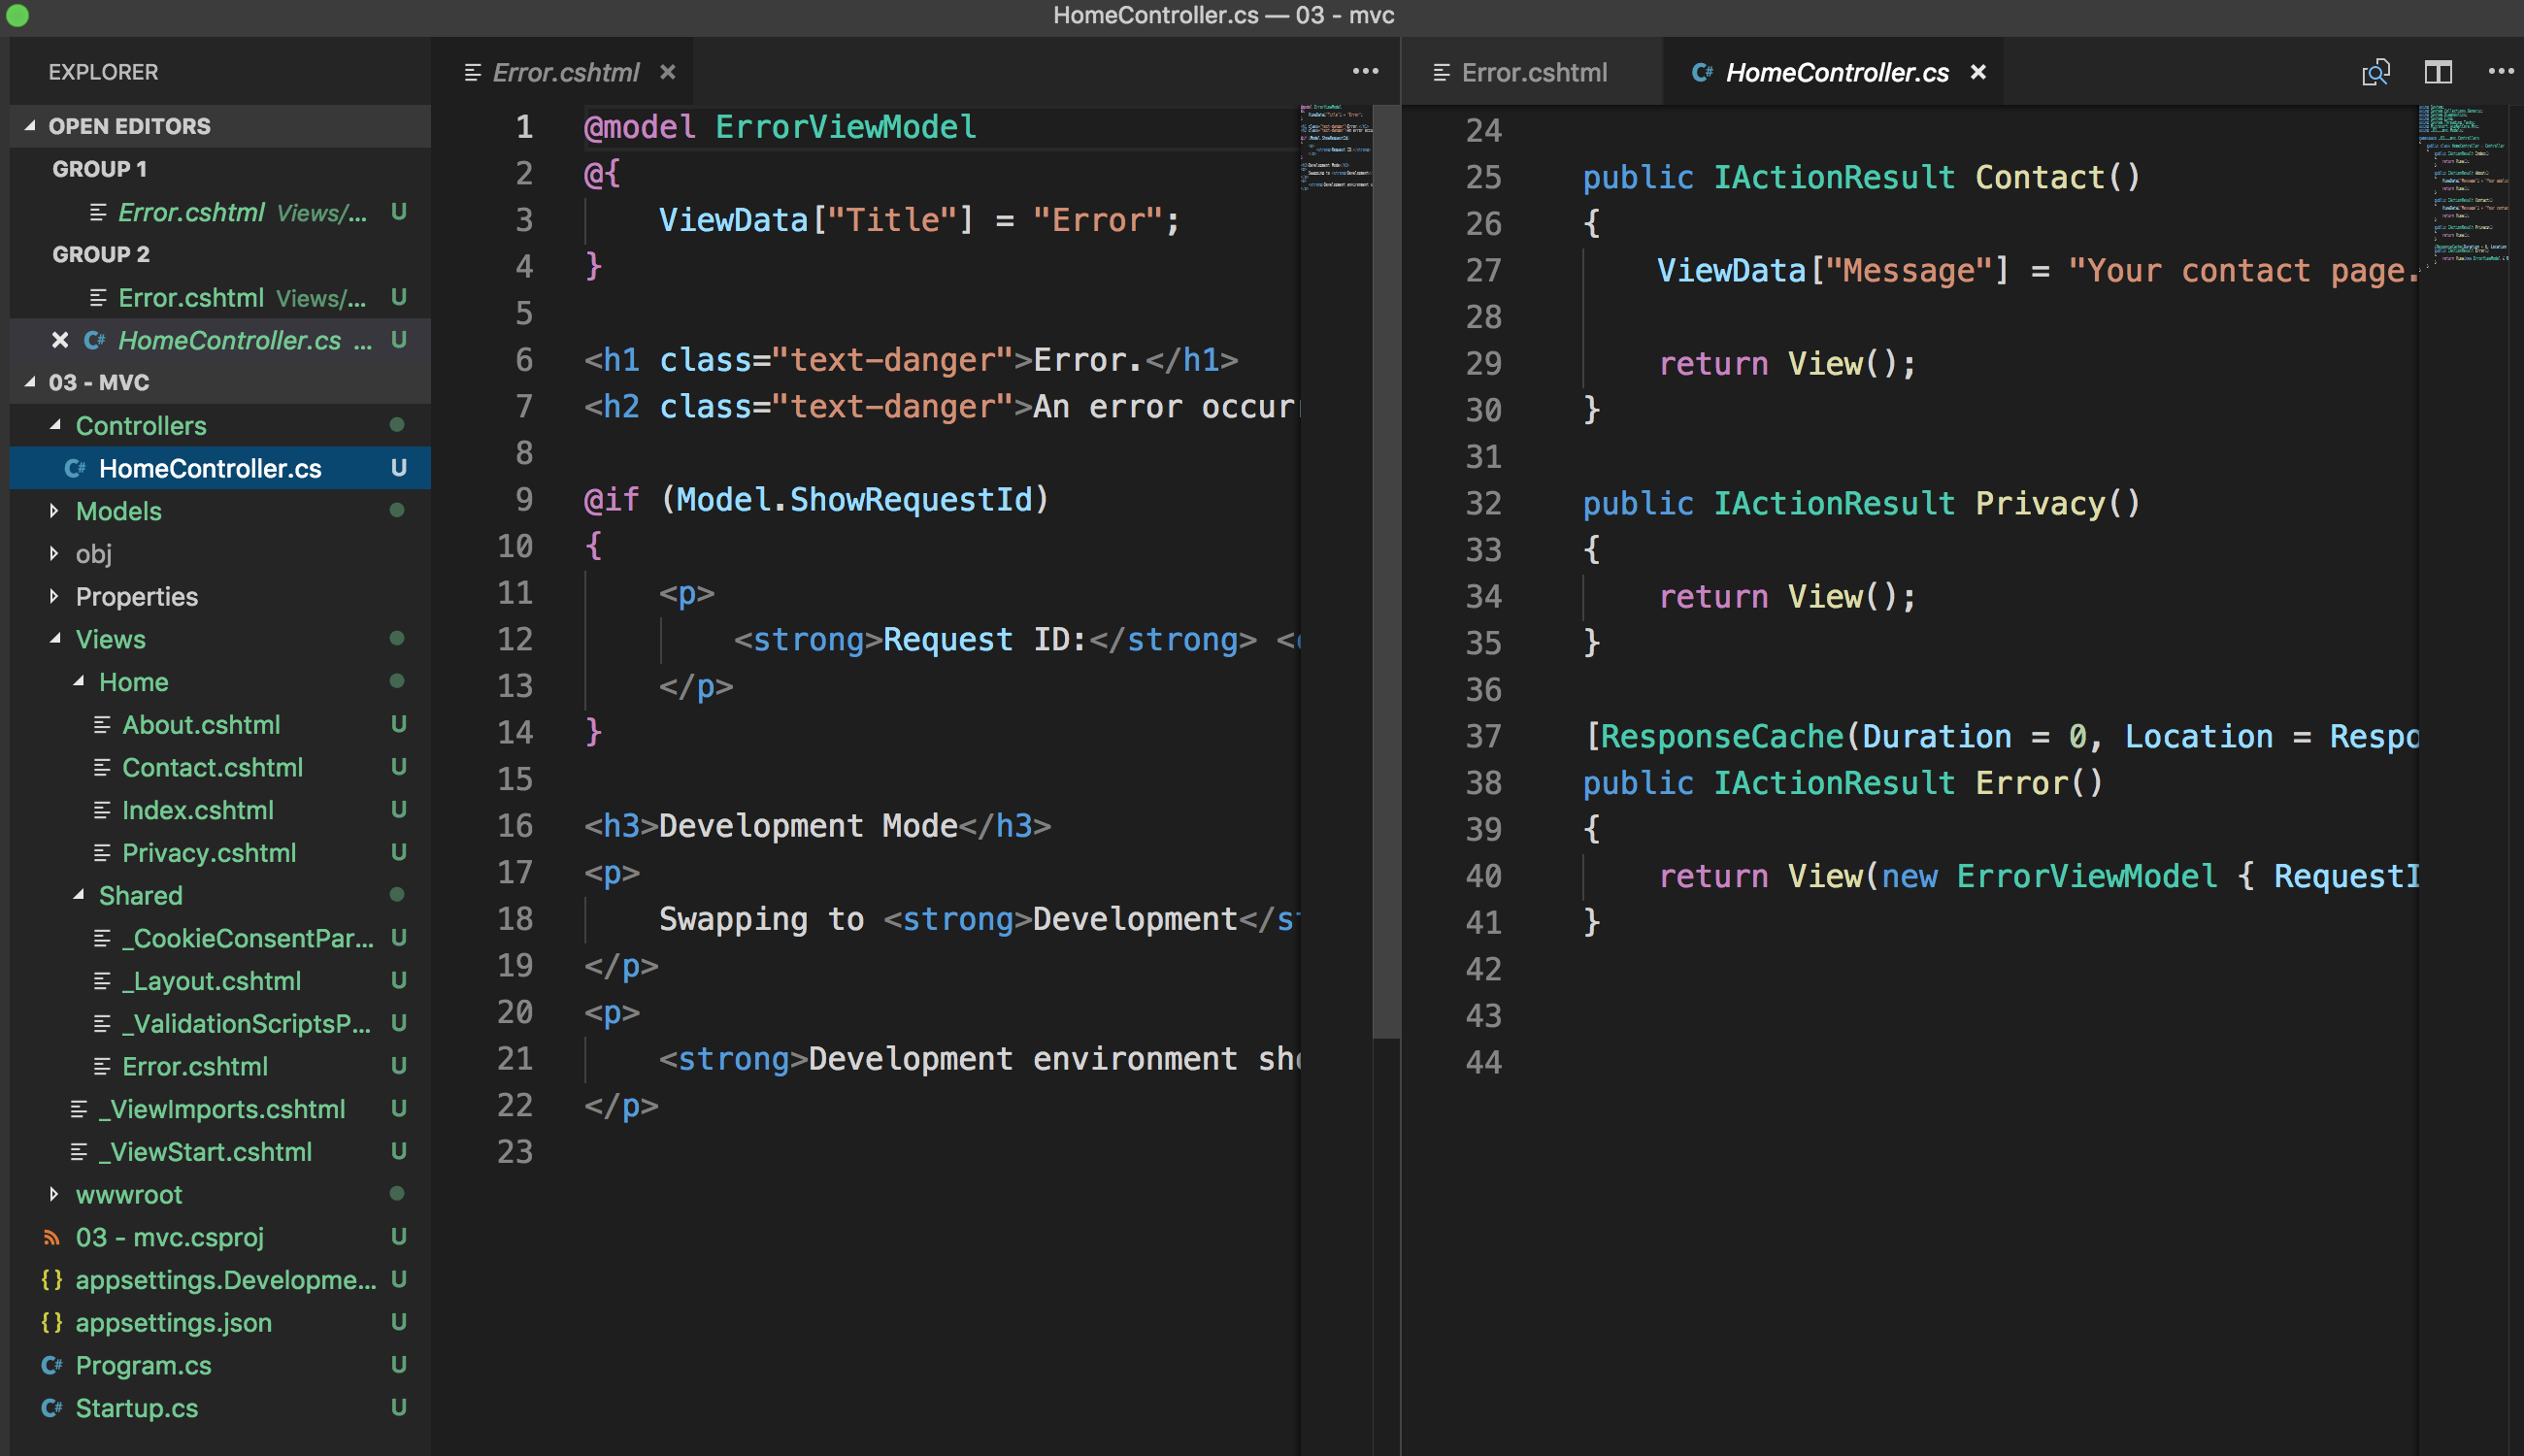 HomeController.cs — 03 - mvc
EXPLORER
OPEN EDITORS
GROUP 1
Error.cshtml Views/... U
GROUP 2
Error.cshtml Views/... U
HomeController.cs ... U
03 - MVC
Controllers
HomeController.cs U
Models
obj
Properties
Views
Home
About.cshtml U
Contact.cshtml U
Index.cshtml U
Privacy.cshtml U
Shared
_CookieConsentPar... U
_Layout.cshtml U
_ValidationScriptsP... U
Error.cshtml U
_ViewImports.cshtml U
_ViewStart.cshtml U
wwwroot
03 - mvc.csproj U
{ } appsettings.Developme... U
{ } appsettings.json U
C# Program.cs U
C# Startup.cs U
Error.cshtml ×
1 @model ErrorViewModel
2 @{
3 ViewData["Title"] = "Error";
4 }
5
6 <h1 class="text-danger">Error.</h1>
7 <h2 class="text-danger">An error occurr
8
9 @if (Model.ShowRequestId)
10 {
11 <p>
12 <strong>Request ID:</strong> <
13 </p>
14 }
15
16 <h3>Development Mode</h3>
17 <p>
18 Swapping to <strong>Development</st
19 </p>
20 <p>
21 <strong>Development environment sho
22 </p>
23
Error.cshtml
C# HomeController.cs ×
24
25 public IActionResult Contact()
26 {
27 ViewData["Message"] = "Your contact page.
28
29 return View();
30 }
31
32 public IActionResult Privacy()
33 {
34 return View();
35 }
36
37 [ResponseCache(Duration = 0, Location = Respo
38 public IActionResult Error()
39 {
40 return View(new ErrorViewModel { RequestI
41 }
42
43
44